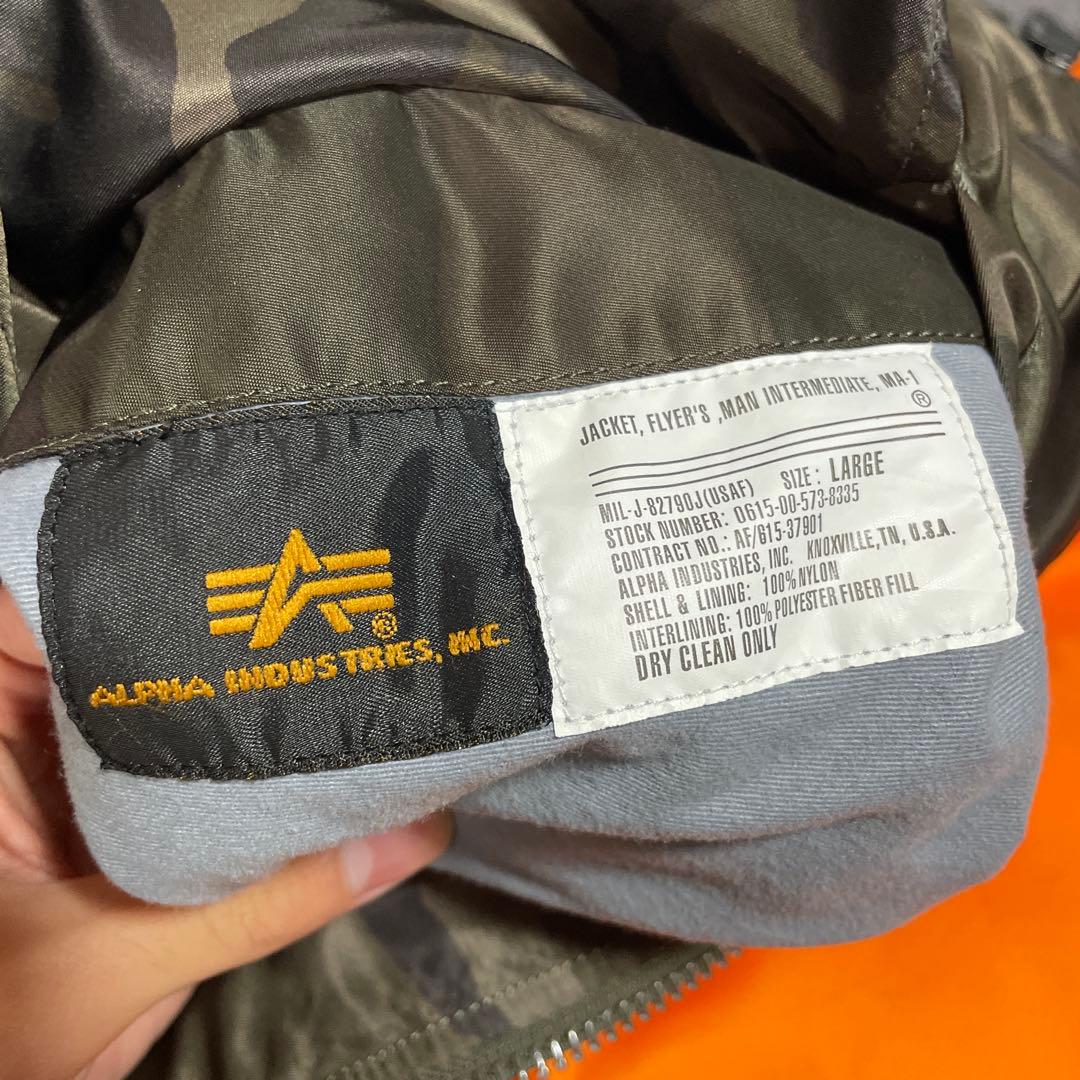 ALPHA INDUSTRIES, INC.
®
JACKET, FLYER'S ,MAN INTERMEDIATE, MA-1
®
MIL-J-82790J(USAF) SIZE: LARGE
STOCK NUMBER: 0615-00-573-8335
CONTRACT NO.: AF/615-37901
ALPHA INDUSTRIES, INC. KNOXVILLE,TN, U.S.A.
SHELL & LINING: 100%NYLON
INTERLINING: 100%POLYESTER FIBER FILL
DRY CLEAN ONLY